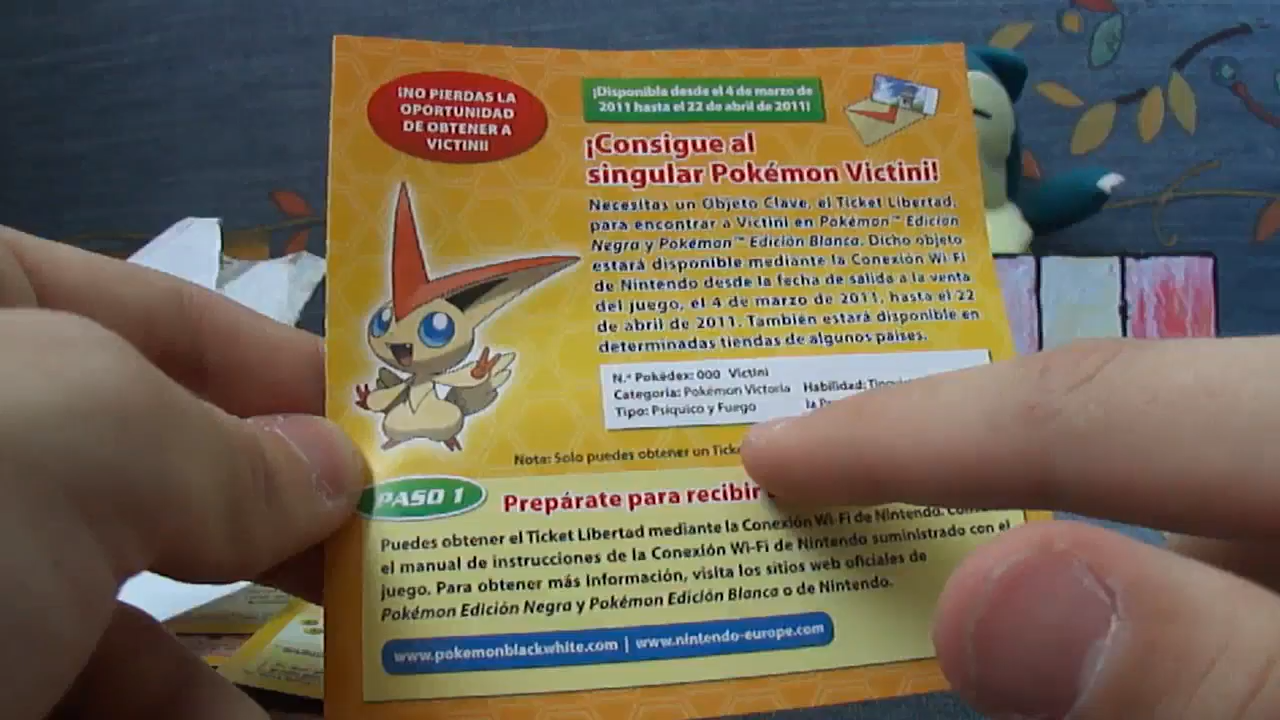 ¡NO PIERDAS LA
OPORTUNIDAD
DE OBTENER A
VICTINI!
¡Disponible desde el 4 de marzo de
2011 hasta el 22 de abril de 2011!
¡Consigue al
singular Pokémon Victini!
Necesitas un Objeto Clave, el Ticket Libertad,
para encontrar a Victini en Pokémon™ Edición
Negra y Pokémon™ Edición Blanca. Dicho objeto
estará disponible mediante la Conexión Wi-Fi
de Nintendo desde la fecha de salida a la venta
del juego, el 4 de marzo de 2011, hasta el 22
de abril de 2011. También estará disponible en
determinadas tiendas de algunos países.
N.º Pokédex: 000 Victini
Categoría: Pokémon Victoria Habilidad:
Tipo: Psíquico y Fuego la
Nota: Solo puedes obtener un
PASO 1
Prepárate para recibir
Puedes obtener el Ticket Libertad mediante la Conexión Wi-Fi de Nintendo.
el manual de instrucciones de la Conexión Wi-Fi de Nintendo suministrado con el
juego. Para obtener más información, visita los sitios web oficiales de
Pokémon Edición Negra y Pokémon Edición Blanca o de Nintendo.
www.pokemonblackwhite.com | www.nintendo-europe.com